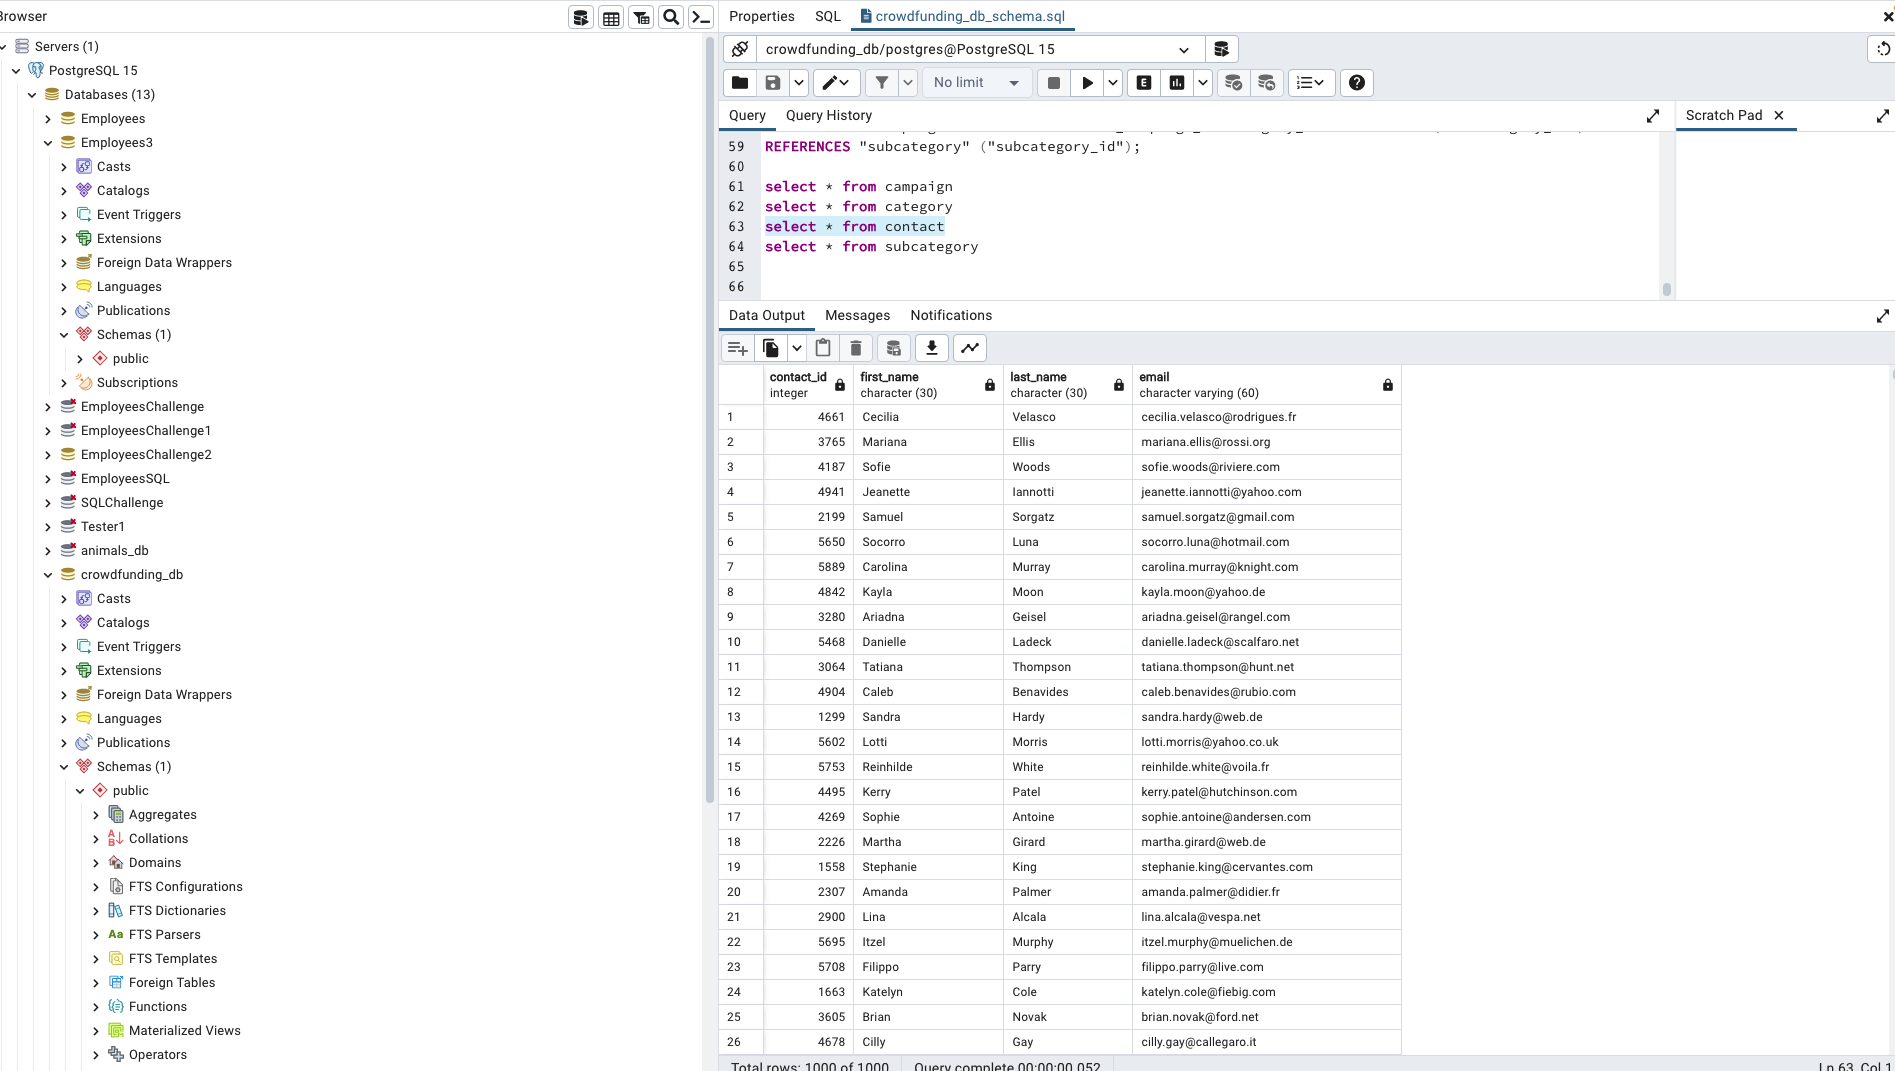 Browser
Servers (1)
PostgreSQL 15
Databases (13)
Employees
Employees3
Casts
Catalogs
Event Triggers
Extensions
Foreign Data Wrappers
Languages
Publications
Schemas (1)
public
Subscriptions
EmployeesChallenge
EmployeesChallenge1
EmployeesChallenge2
EmployeesSQL
SQLChallenge
Tester1
animals_db
crowdfunding_db
Casts
Catalogs
Event Triggers
Extensions
Foreign Data Wrappers
Languages
Publications
Schemas (1)
public
Aggregates
Collations
Domains
FTS Configurations
FTS Dictionaries
Aa FTS Parsers
FTS Templates
Foreign Tables
Functions
Materialized Views
Operators
Properties SQL crowdfunding_db_schema.sql
crowdfunding_db/postgres@PostgreSQL 15
No limit
E
Query Query History
Scratch Pad
59 REFERENCES "subcategory" ("subcategory_id");
60
61 select * from campaign
62 select * from category
63 select * from contact
64 select * from subcategory
65
66
Data Output Messages Notifications
contact_id first_name last_name email
integer character (30) character (30) character varying (60)
1 4661 Cecilia Velasco cecilia.velasco@rodrigues.fr
2 3765 Mariana Ellis mariana.ellis@rossi.org
3 4187 Sofie Woods sofie.woods@riviere.com
4 4941 Jeanette Iannotti jeanette.iannotti@yahoo.com
5 2199 Samuel Sorgatz samuel.sorgatz@gmail.com
6 5650 Socorro Luna socorro.luna@hotmail.com
7 5889 Carolina Murray carolina.murray@knight.com
8 4842 Kayla Moon kayla.moon@yahoo.de
9 3280 Ariadna Geisel ariadna.geisel@rangel.com
10 5468 Danielle Ladeck danielle.ladeck@scalfaro.net
11 3064 Tatiana Thompson tatiana.thompson@hunt.net
12 4904 Caleb Benavides caleb.benavides@rubio.com
13 1299 Sandra Hardy sandra.hardy@web.de
14 5602 Lotti Morris lotti.morris@yahoo.co.uk
15 5753 Reinhilde White reinhilde.white@voila.fr
16 4495 Kerry Patel kerry.patel@hutchinson.com
17 4269 Sophie Antoine sophie.antoine@andersen.com
18 2226 Martha Girard martha.girard@web.de
19 1558 Stephanie King stephanie.king@cervantes.com
20 2307 Amanda Palmer amanda.palmer@didier.fr
21 2900 Lina Alcala lina.alcala@vespa.net
22 5695 Itzel Murphy itzel.murphy@muelichen.de
23 5708 Filippo Parry filippo.parry@live.com
24 1663 Katelyn Cole katelyn.cole@fiebig.com
25 3605 Brian Novak brian.novak@ford.net
26 4678 Cilly Gay cilly.gay@callegaro.it
Total rows: 1000 of 1000 Query complete 00:00:00.052 Ln 63, Col 1